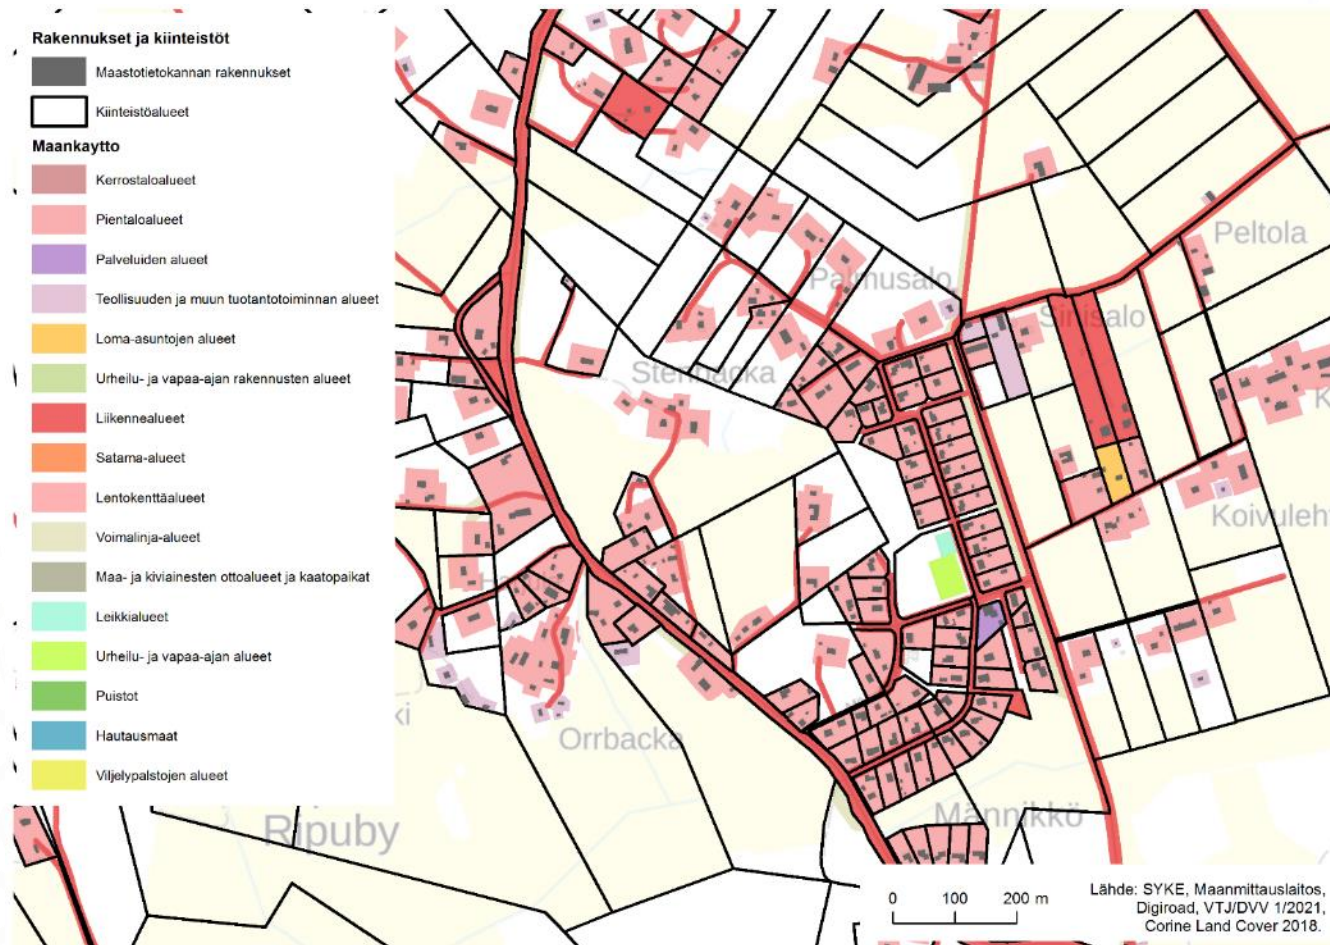 Rakennukset ja kiinteistöt
Maastotietokannan rakennukset
Kiinteistöalueet
Maankaytto
Kerrostaloalueet
Pientaloalueet
Palveluiden alueet
Teollisuuden ja muun tuotantotoiminnan alueet
Loma-asuntojen alueet
Urheilu- ja vapaa-ajan rakennusten alueet
Liikennealueet
Satama-alueet
Lentokenttäalueet
Voimalinja-alueet
Maa- ja kiviainesten ottoalueet ja kaatopaikat
Leikkialueet
Urheilu- ja vapaa-ajan alueet
Puistot
Hautausmaat
Viljelypalstojen alueet
Peltola
Palmusalo
Sinisalo
Stenbacka
Koivuleht
Orrbacka
Männikkö
Ripuby
0 100 200 m
Lähde: SYKE, Maanmittauslaitos,
Digiroad, VTJ/DVV 1/2021,
Corine Land Cover 2018.